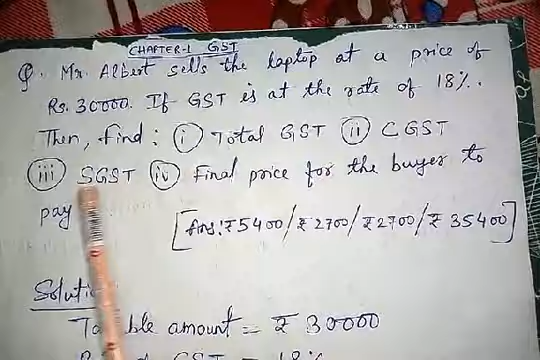 CHAPTER-1 GST
Q. Mr. Albert sells the laptop at a price of
Rs. 30000. If GST is at the rate of 18%.
Then, find: (i) Total GST (ii) CGST
(iii) SGST (iv) Final price for the buyer to
pay
[Ans: ₹5400/₹2700/₹2700/₹35400]
amount = ₹ 30000
GST = 18%